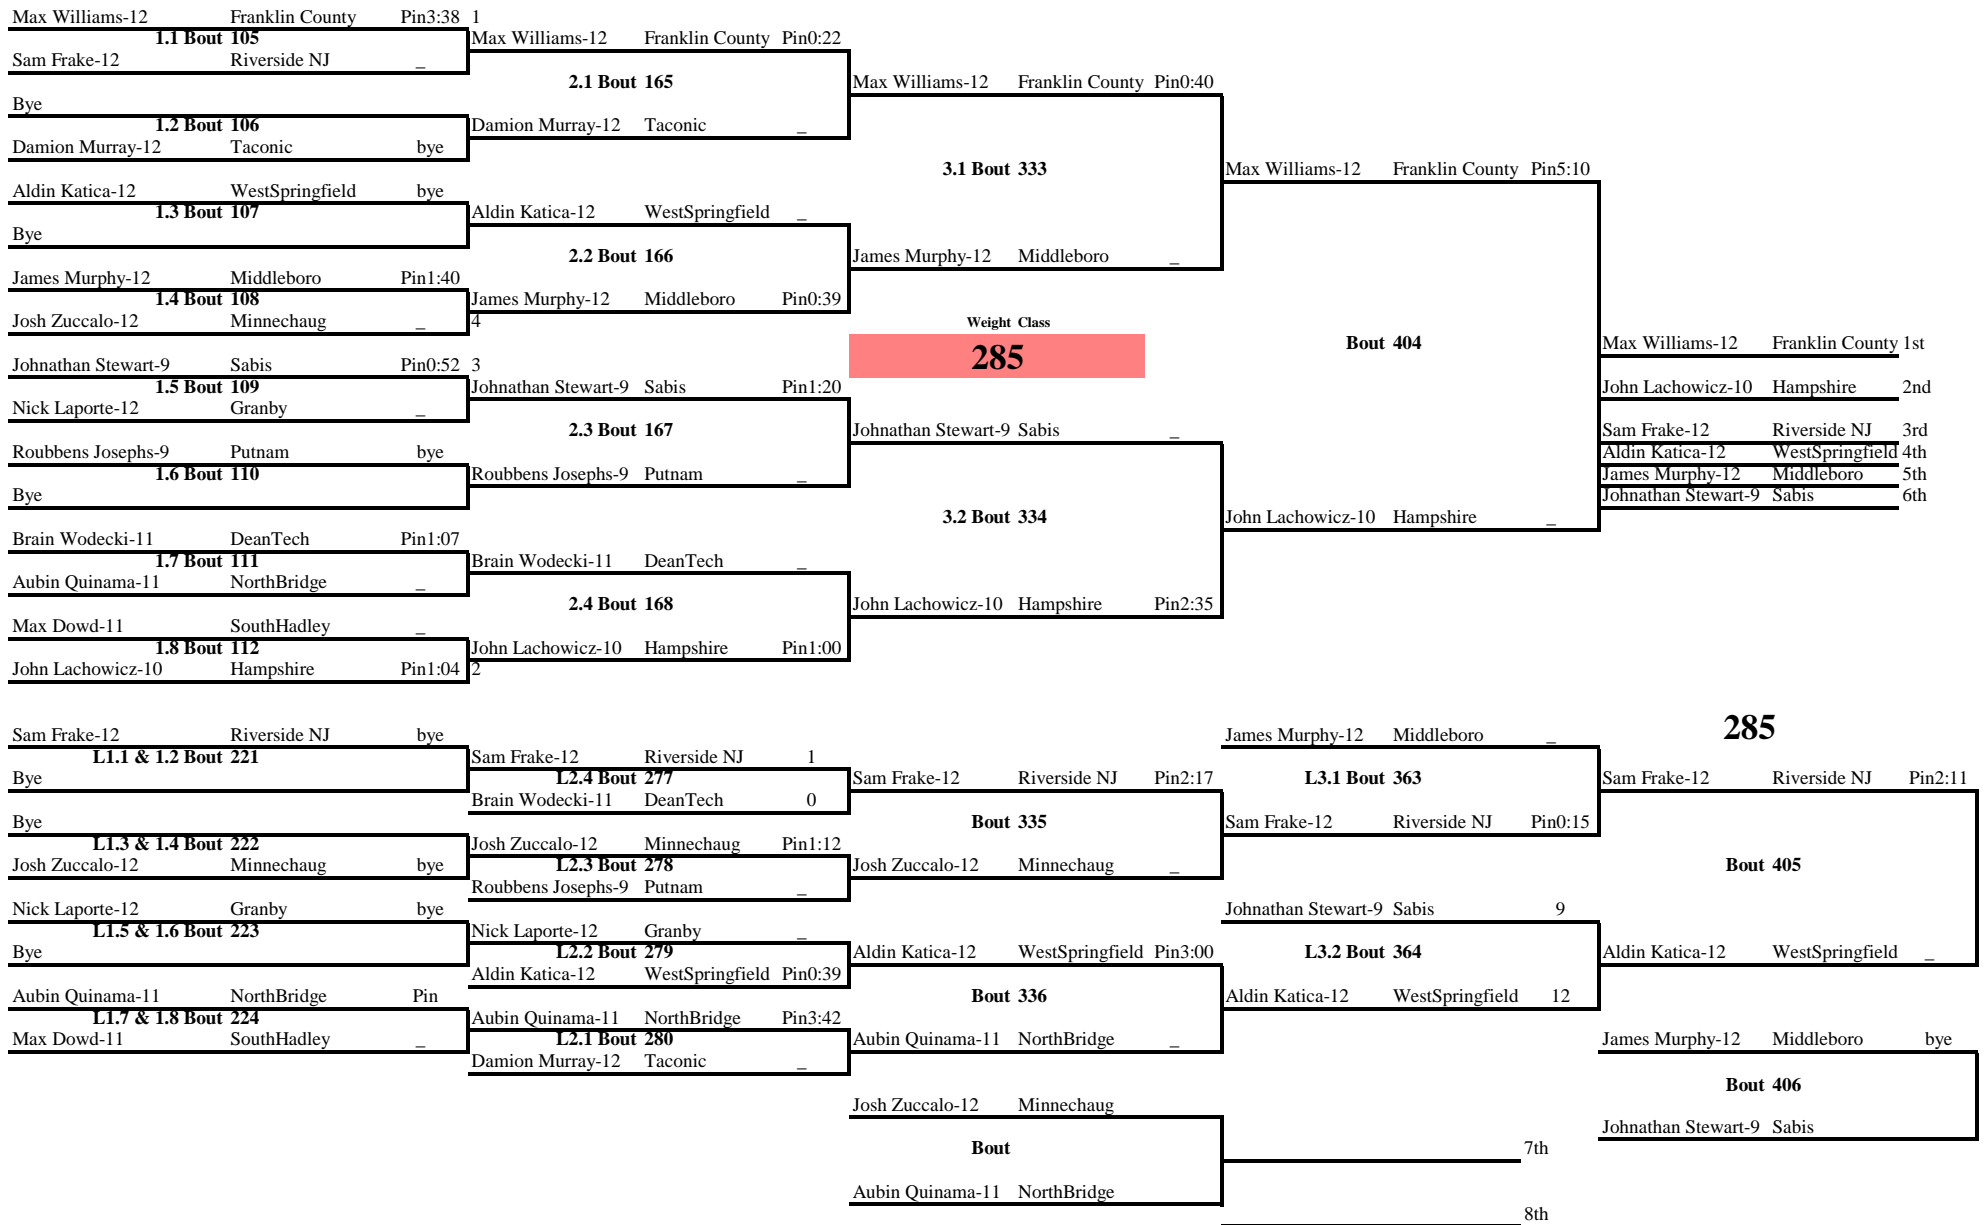 Max Williams-12 Franklin County Pin3:38 1
1.1 Bout 105
Sam Frake-12 Riverside NJ _
Bye
1.2 Bout 106
Damion Murray-12 Taconic bye
Aldin Katica-12 WestSpringfield bye
1.3 Bout 107
Bye
James Murphy-12 Middleboro Pin1:40
1.4 Bout 108
Josh Zuccalo-12 Minnechaug _ 4
Johnathan Stewart-9 Sabis Pin0:52 3
1.5 Bout 109
Nick Laporte-12 Granby _
Roubbens Josephs-9 Putnam bye
1.6 Bout 110
Bye
Brain Wodecki-11 DeanTech Pin1:07
1.7 Bout 111
Aubin Quinama-11 NorthBridge _
Max Dowd-11 SouthHadley _
1.8 Bout 112
John Lachowicz-10 Hampshire Pin1:04 2
Max Williams-12 Franklin County Pin0:22
2.1 Bout 165
Damion Murray-12 Taconic _
Aldin Katica-12 WestSpringfield _
2.2 Bout 166
James Murphy-12 Middleboro Pin0:39
Johnathan Stewart-9 Sabis Pin1:20
2.3 Bout 167
Roubbens Josephs-9 Putnam _
Brain Wodecki-11 DeanTech _
2.4 Bout 168
John Lachowicz-10 Hampshire Pin1:00
Max Williams-12 Franklin County Pin0:40
3.1 Bout 333
James Murphy-12 Middleboro _
Weight Class
285
Johnathan Stewart-9 Sabis _
3.2 Bout 334
John Lachowicz-10 Hampshire Pin2:35
Max Williams-12 Franklin County Pin5:10
Bout 404
John Lachowicz-10 Hampshire _
Max Williams-12 Franklin County 1st
John Lachowicz-10 Hampshire 2nd
Sam Frake-12 Riverside NJ 3rd
Aldin Katica-12 WestSpringfield 4th
James Murphy-12 Middleboro 5th
Johnathan Stewart-9 Sabis 6th
Sam Frake-12 Riverside NJ bye
L1.1 & 1.2 Bout 221
Bye
Bye
L1.3 & 1.4 Bout 222
Josh Zuccalo-12 Minnechaug bye
Nick Laporte-12 Granby bye
L1.5 & 1.6 Bout 223
Bye
Aubin Quinama-11 NorthBridge Pin
L1.7 & 1.8 Bout 224
Max Dowd-11 SouthHadley _
Sam Frake-12 Riverside NJ 1
L2.4 Bout 277
Brain Wodecki-11 DeanTech 0
Josh Zuccalo-12 Minnechaug Pin1:12
L2.3 Bout 278
Roubbens Josephs-9 Putnam _
Nick Laporte-12 Granby _
L2.2 Bout 279
Aldin Katica-12 WestSpringfield Pin0:39
Aubin Quinama-11 NorthBridge Pin3:42
L2.1 Bout 280
Damion Murray-12 Taconic _
Sam Frake-12 Riverside NJ Pin2:17
Bout 335
Josh Zuccalo-12 Minnechaug _
Aldin Katica-12 WestSpringfield Pin3:00
Bout 336
Aubin Quinama-11 NorthBridge _
Josh Zuccalo-12 Minnechaug
Bout
Aubin Quinama-11 NorthBridge
7th
8th
James Murphy-12 Middleboro _
L3.1 Bout 363
Sam Frake-12 Riverside NJ Pin0:15
Johnathan Stewart-9 Sabis 9
L3.2 Bout 364
Aldin Katica-12 WestSpringfield 12
285
Sam Frake-12 Riverside NJ Pin2:11
Bout 405
Aldin Katica-12 WestSpringfield _
James Murphy-12 Middleboro bye
Bout 406
Johnathan Stewart-9 Sabis